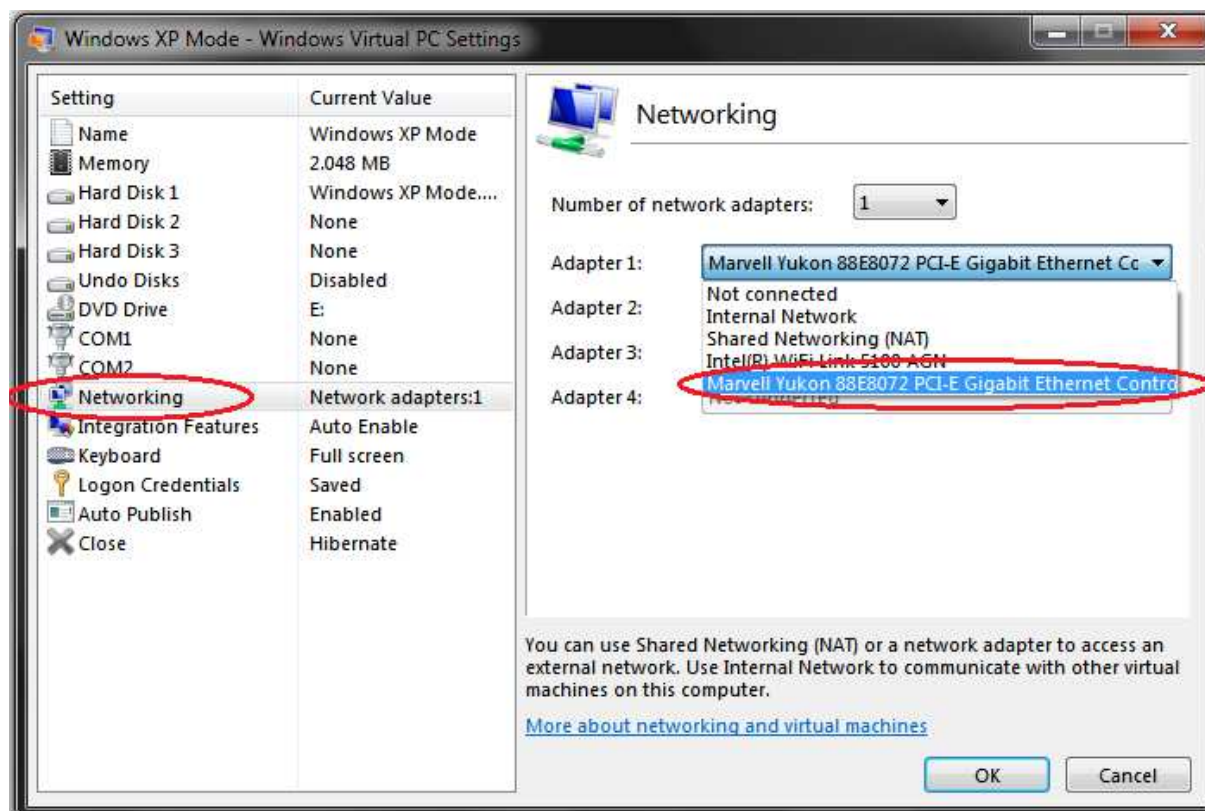 Windows XP Mode - Windows Virtual PC Settings
Setting Current Value
Name Windows XP Mode
Memory 2.048 MB
Hard Disk 1 Windows XP Mode....
Hard Disk 2 None
Hard Disk 3 None
Undo Disks Disabled
DVD Drive E:
COM1 None
COM2 None
Networking Network adapters:1
Integration Features Auto Enable
Keyboard Full screen
Logon Credentials Saved
Auto Publish Enabled
Close Hibernate
Networking
Number of network adapters: 1
Adapter 1: Marvell Yukon 88E8072 PCI-E Gigabit Ethernet Cc
Not connected
Internal Network
Shared Networking (NAT)
Intel(R) WiFi Link 5100 AGN
Marvell Yukon 88E8072 PCI-E Gigabit Ethernet Contro
Adapter 2:
Adapter 3:
Adapter 4:
You can use Shared Networking (NAT) or a network adapter to access an
external network. Use Internal Network to communicate with other virtual
machines on this computer.
More about networking and virtual machines
OK Cancel